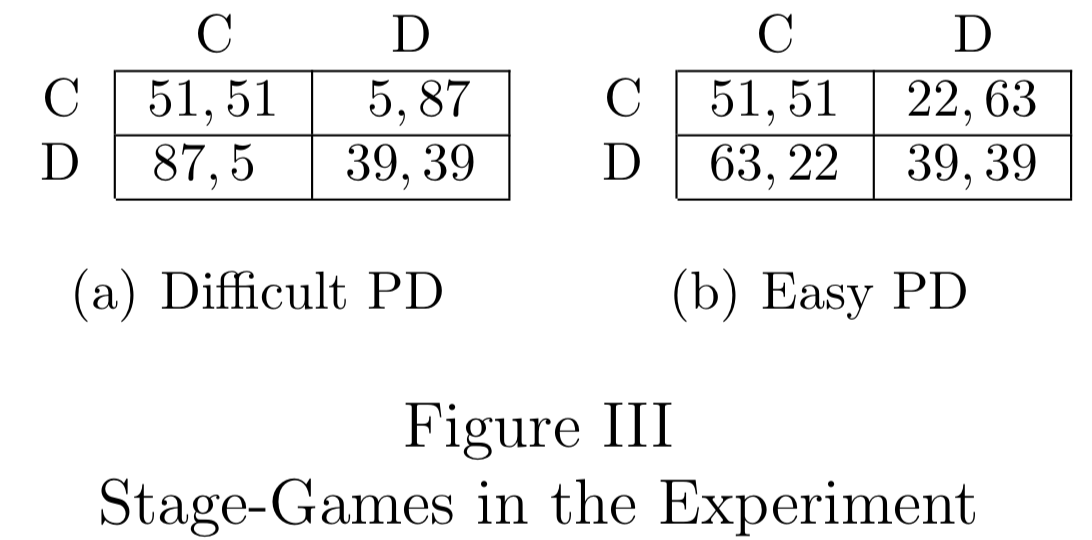 C D C D
C 51, 51 5, 87 C 51, 51 22, 63
D 87, 5 39, 39 D 63, 22 39, 39
(a) Difficult PD (b) Easy PD
Figure III
Stage-Games in the Experiment